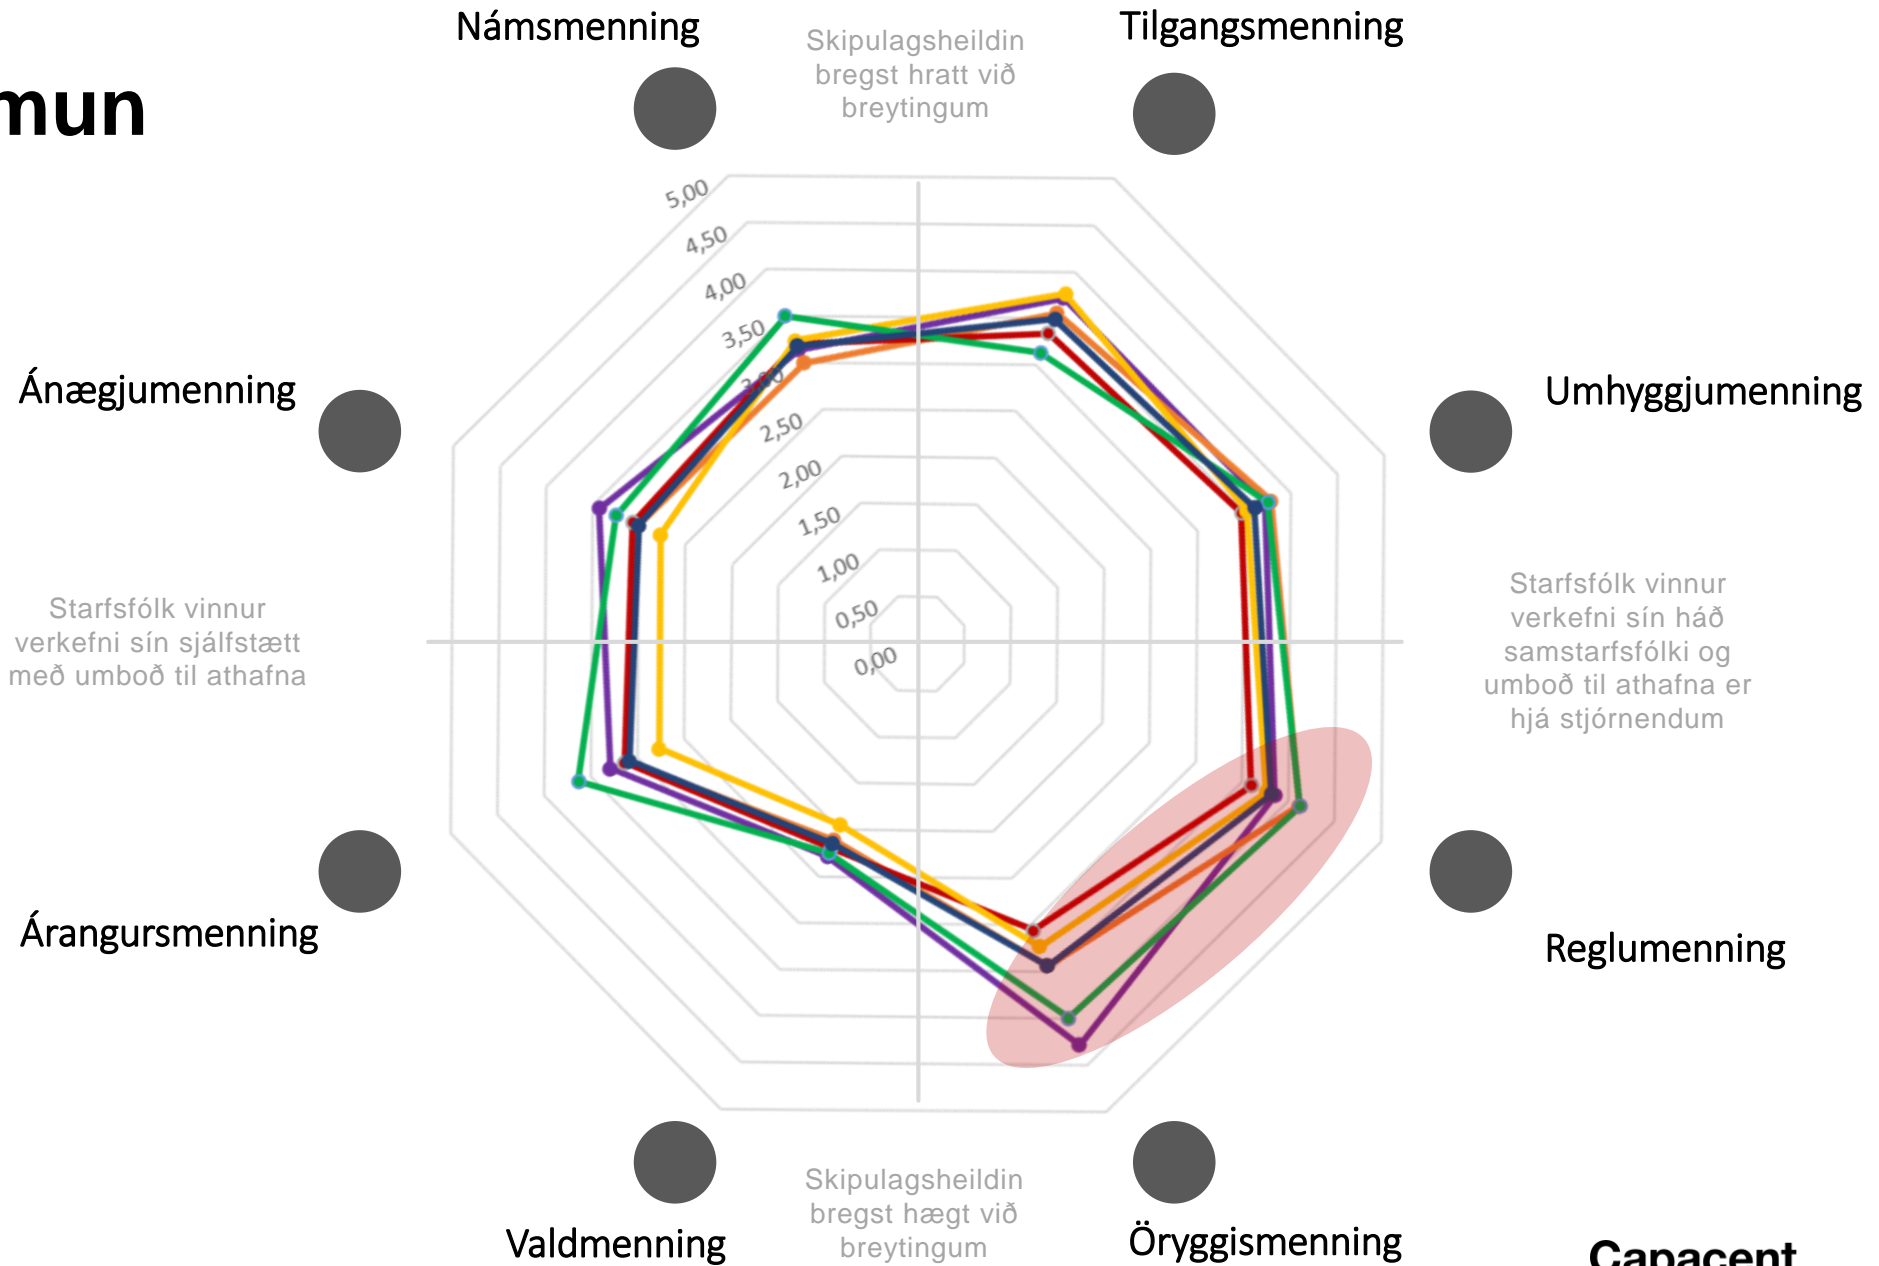 Námsmenning
Tilgangsmenning
Skipulagsheildin
bregst hratt við
breytingum
mun
5,00
4,50
4,00
3,50
3,00
2,50
2,00
1,50
1,00
0,50
0,00
Ánægjumenning
Umhyggjumenning
Starfsfólk vinnur
verkefni sín sjálfstætt
með umboð til athafna
Starfsfólk vinnur
verkefni sín háð
samstarfsfólki og
umboð til athafna er
hjá stjórnendum
Árangursmenning
Reglumenning
Skipulagsheildin
bregst hægt við
breytingum
Valdmenning
Öryggismenning
Capacent